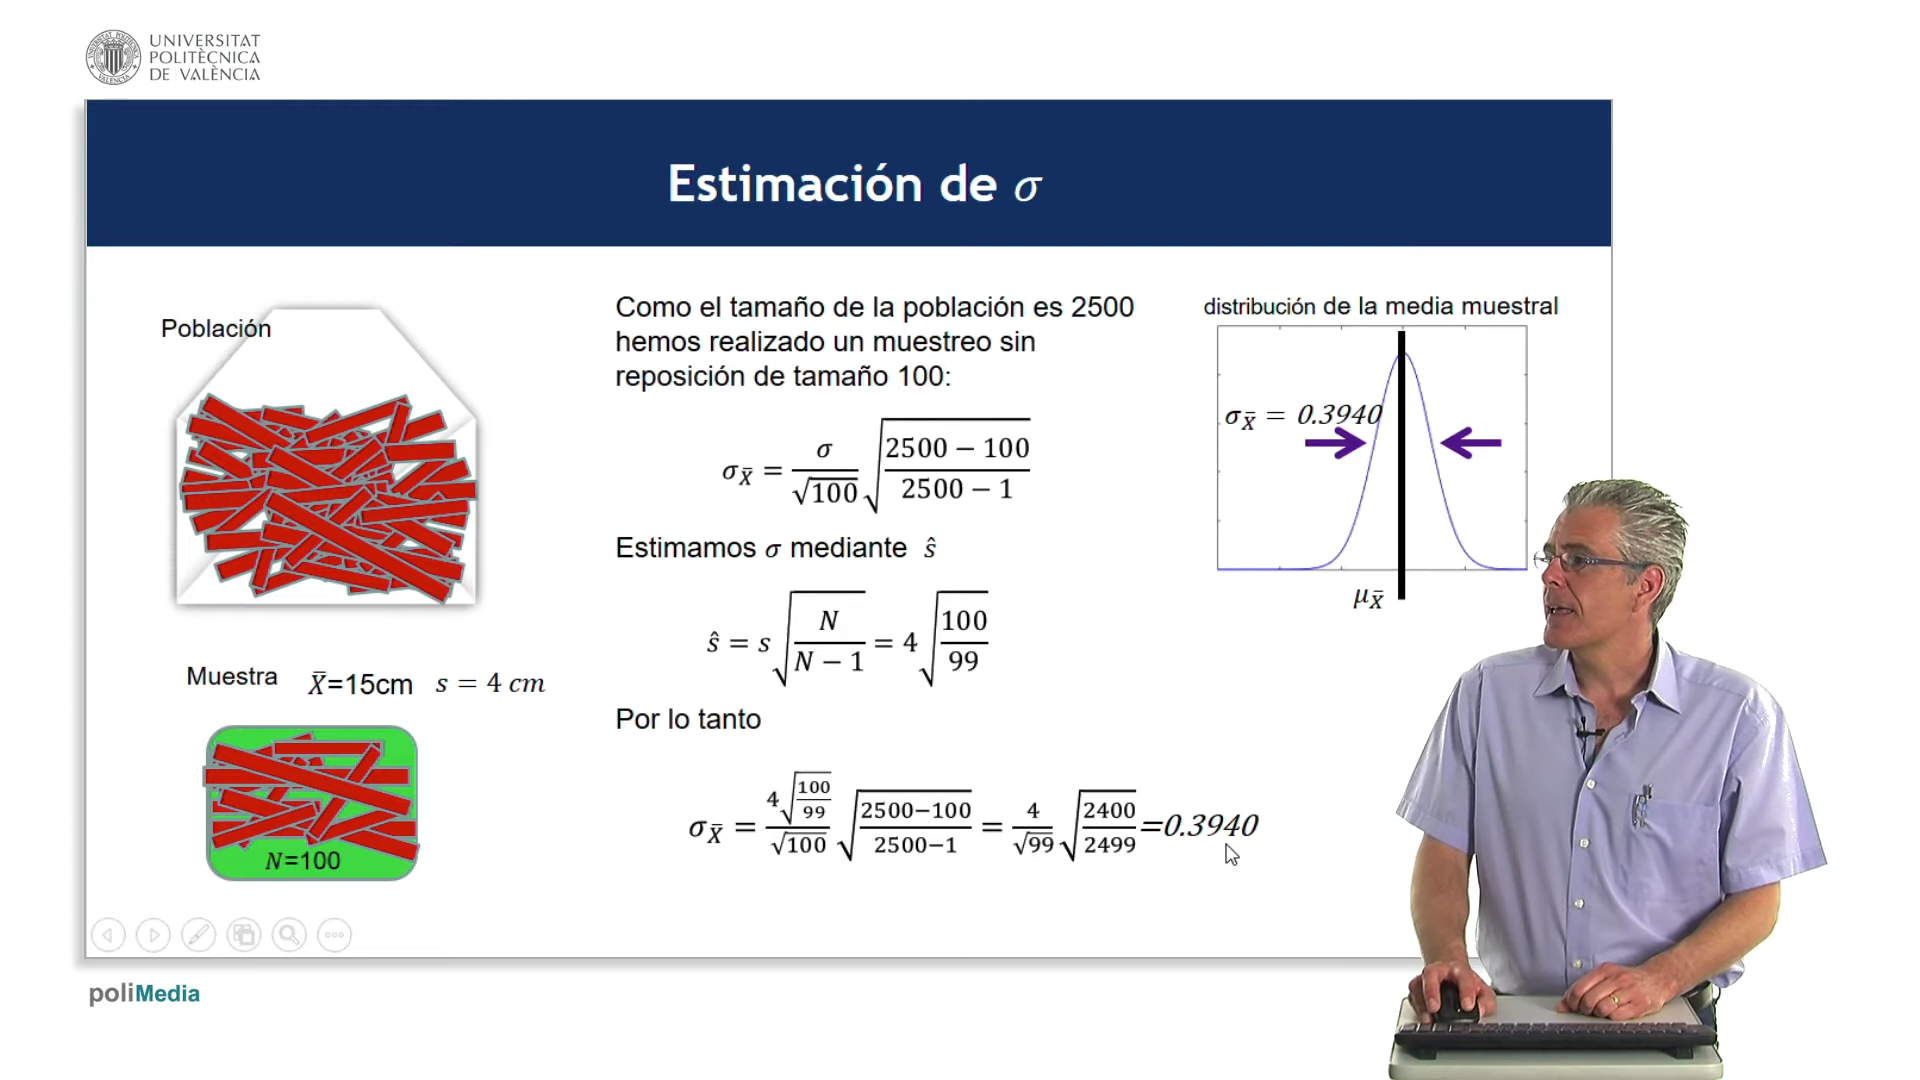 UNIVERSITAT
POLITÈCNICA
DE VALÈNCIA
Estimación de σ
Población
Como el tamaño de la población es 2500
hemos realizado un muestreo sin
reposición de tamaño 100:
σ_X̄ = σ/√100 √((2500 − 100)/(2500 − 1))
Estimamos σ mediante ŝ
ŝ = s √(N/(N − 1)) = 4 √(100/99)
Por lo tanto
σ_X̄ = (4√(100/99))/√100 √((2500−100)/(2500−1)) = 4/√99 √(2400/2499) =0.3940
distribución de la media muestral
σ_X̄ = 0.3940
μ_X̄
Muestra X̄=15cm s = 4 cm
N=100
poliMedia